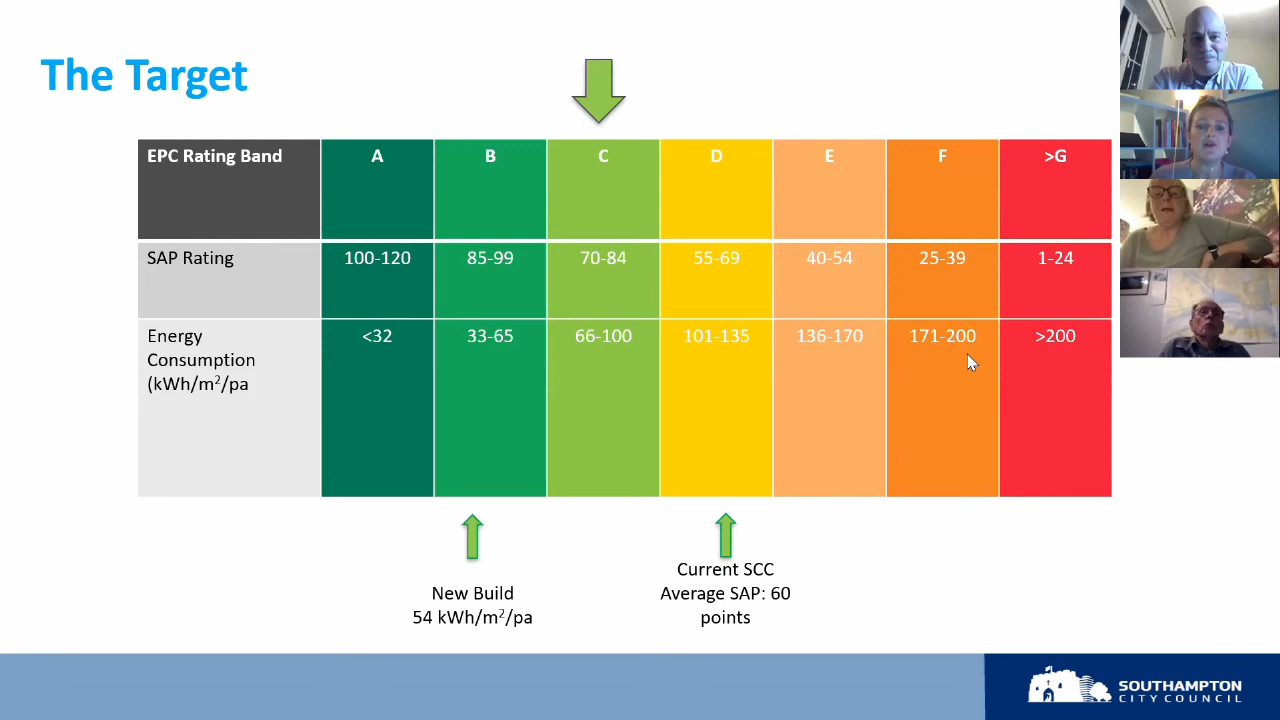 The Target
EPC Rating Band A B C D E F >G
SAP Rating 100-120 85-99 70-84 55-69 40-54 25-39 1-24
Energy <32 33-65 66-100 101-135 136-170 171-200 >200
Consumption
(kWh/m²/pa
New Build
54 kWh/m²/pa
Current SCC
Average SAP: 60
points
SOUTHAMPTON
CITY COUNCIL